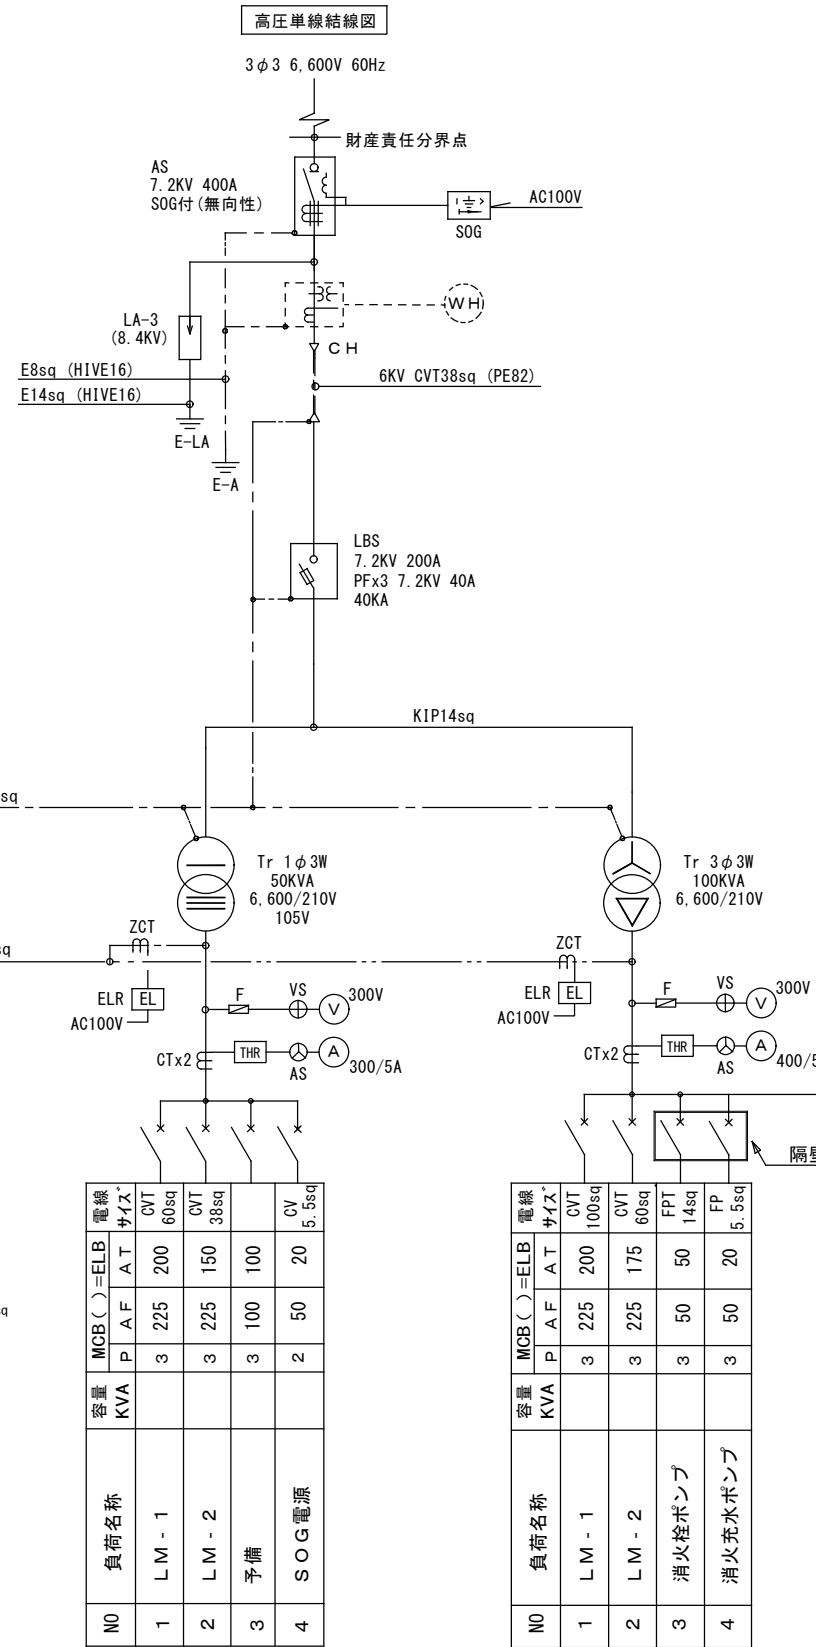 高圧単線結線図
3φ3 6,600V 60Hz
財産責任分界点
AS
7.2KV 400A
SOG付(無向性)
AC100V
SOG
WH
LA-3
(8.4KV)
CH
E8sq (HIVE16)
6KV CVT38sq (PE82)
E14sq (HIVE16)
E-LA
E-A
LBS
7.2KV 200A
PFx3 7.2KV 40A
40KA
KIP14sq
sq
Tr 1φ3W
50KVA
6,600/210V
105V
Tr 3φ3W
100KVA
6,600/210V
sq
ZCT
ELR EL
AC100V
F
VS
V
300V
CTx2
THR
AS
A
300/5A
ZCT
ELR EL
AC100V
F
VS
V
300V
CTx2
THR
AS
A
400/5
隔壁
sq
NO 負荷名称 容量 KVA MCB( )=ELB P AF AT 電線 サイズ
1 LM-1 3 225 200 CVT 60sq
2 LM-2 3 225 150 CVT 38sq
3 予備 3 100 100
4 SOG電源 2 50 20 CV 5.5sq
NO 負荷名称 容量 KVA MCB( )=ELB P AF AT 電線 サイズ
1 LM-1 3 225 200 CVT 100sq
2 LM-2 3 225 175 CVT 60sq
3 消火栓ポンプ 3 50 50 FPT 14sq
4 消火充水ポンプ 3 50 20 FP 5.5sq